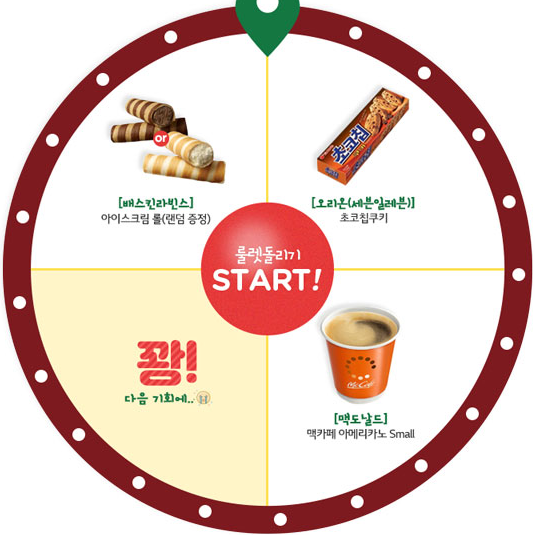 or
[배스킨라빈스]
아이스크림 롤(랜덤 증정)
초코칩
[오리온(세븐일레븐)]
초코칩쿠키
룰렛돌리기
START!
꽝!
다음 기회에..
McCafé
[맥도날드]
맥카페 아메리카노 Small